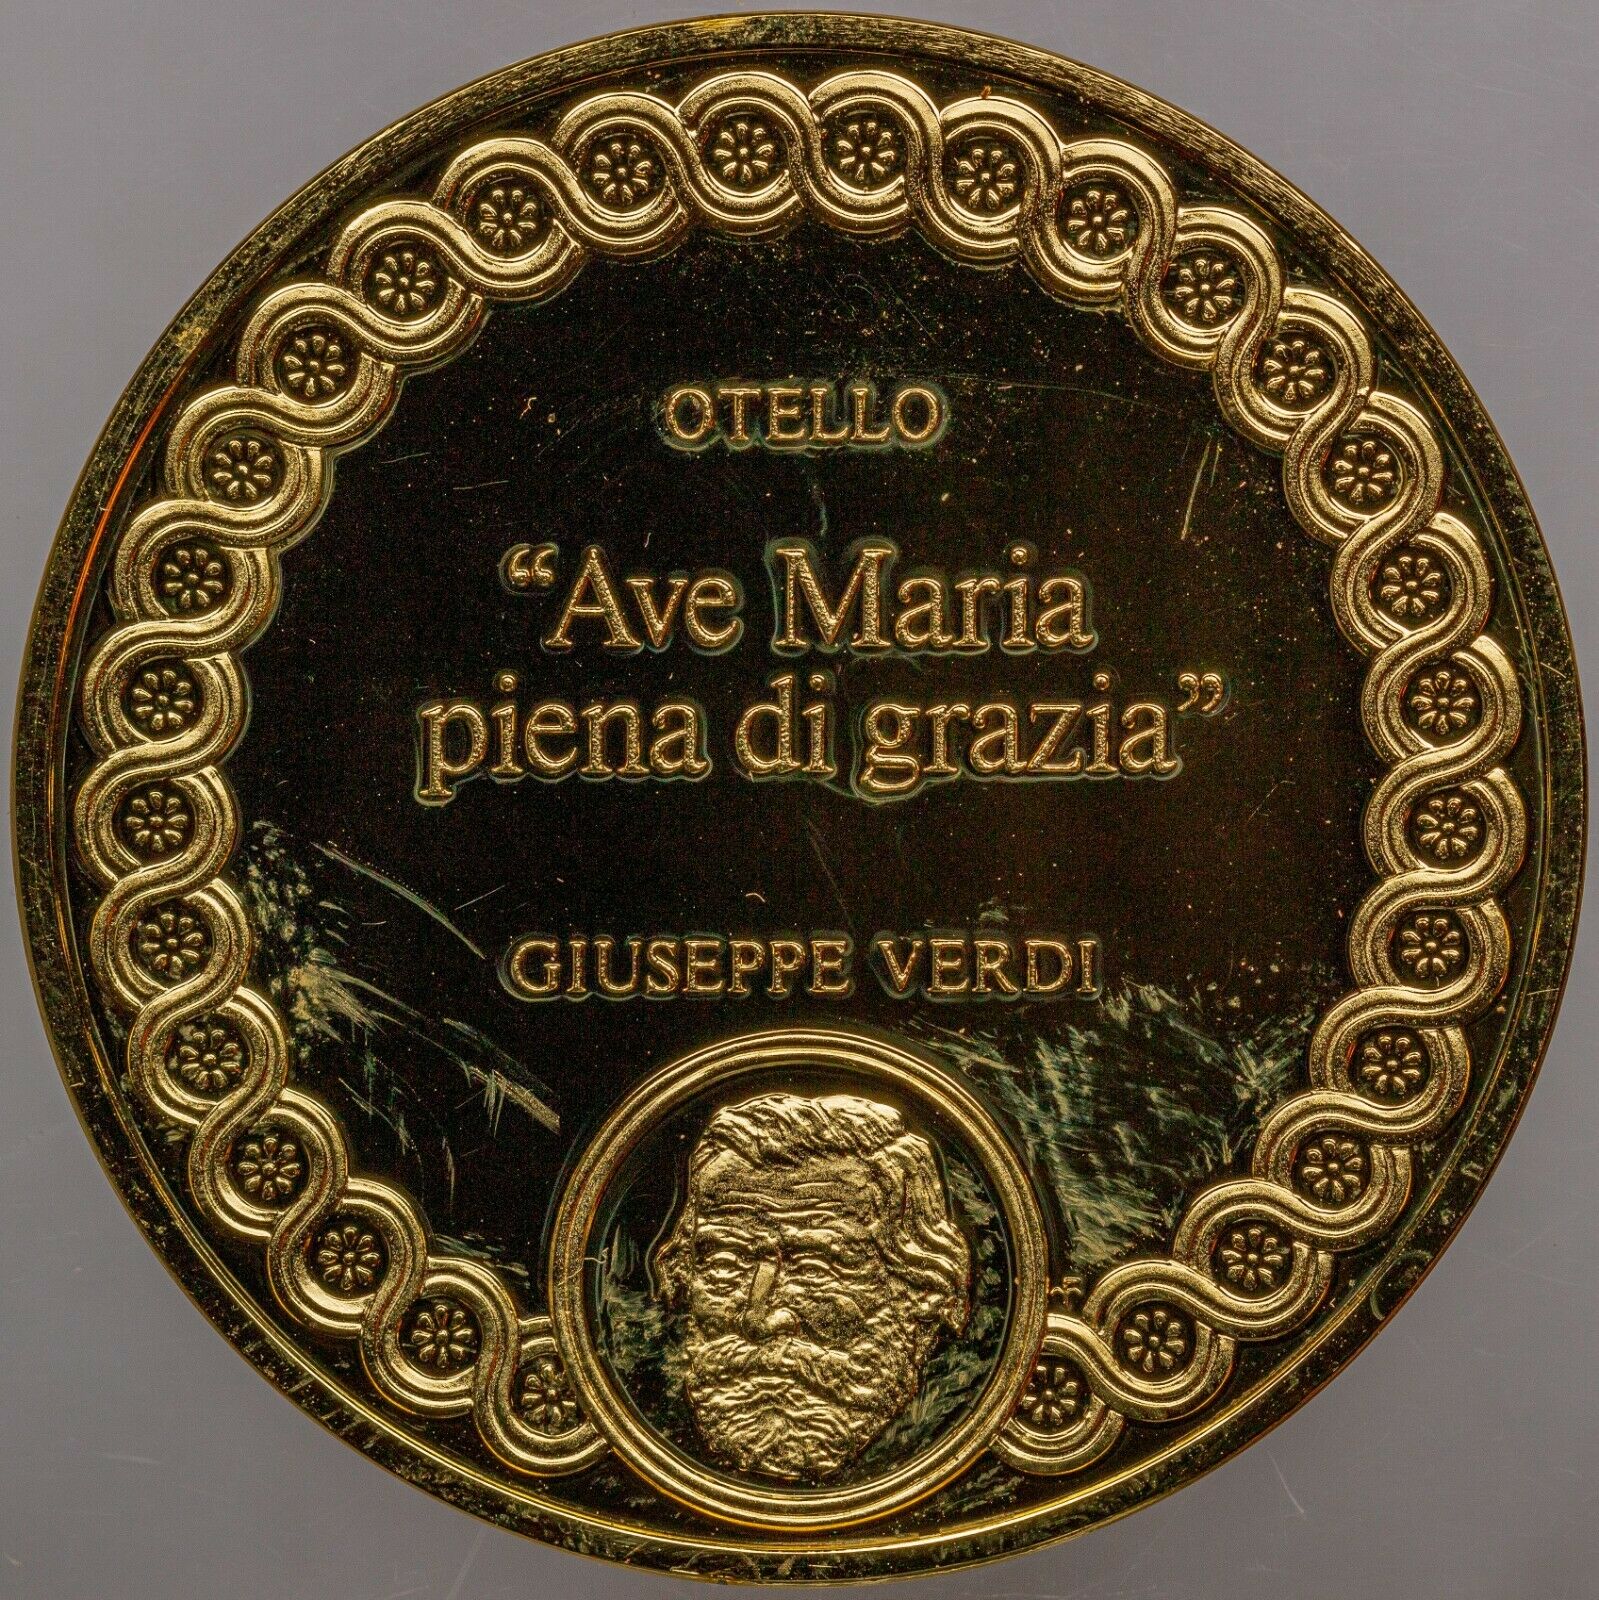 OTELLO
“Ave Maria
piena di grazia”
GIUSEPPE VERDI